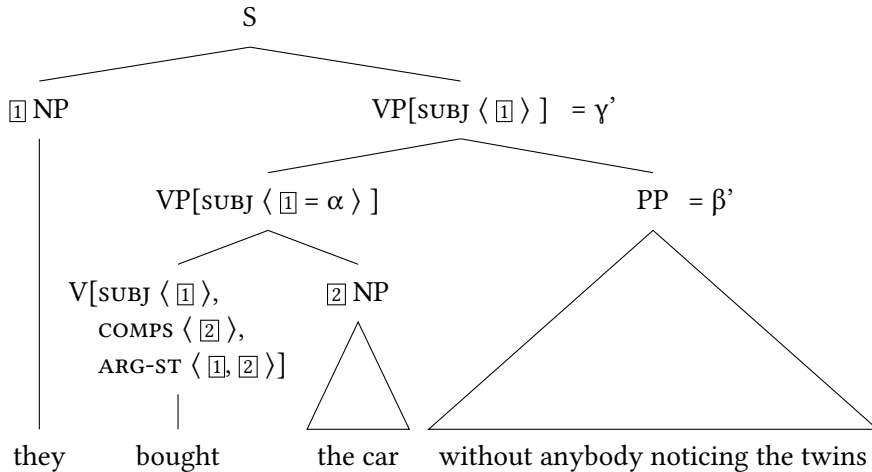 S
1 NP VP[SUBJ ⟨ 1 ⟩ ] = γ’
VP[SUBJ ⟨ 1 = α ⟩ ] PP = β’
V[SUBJ ⟨ 1 ⟩, 2 NP
COMPS ⟨ 2 ⟩,
ARG-ST ⟨ 1, 2 ⟩]
they bought the car without anybody noticing the twins